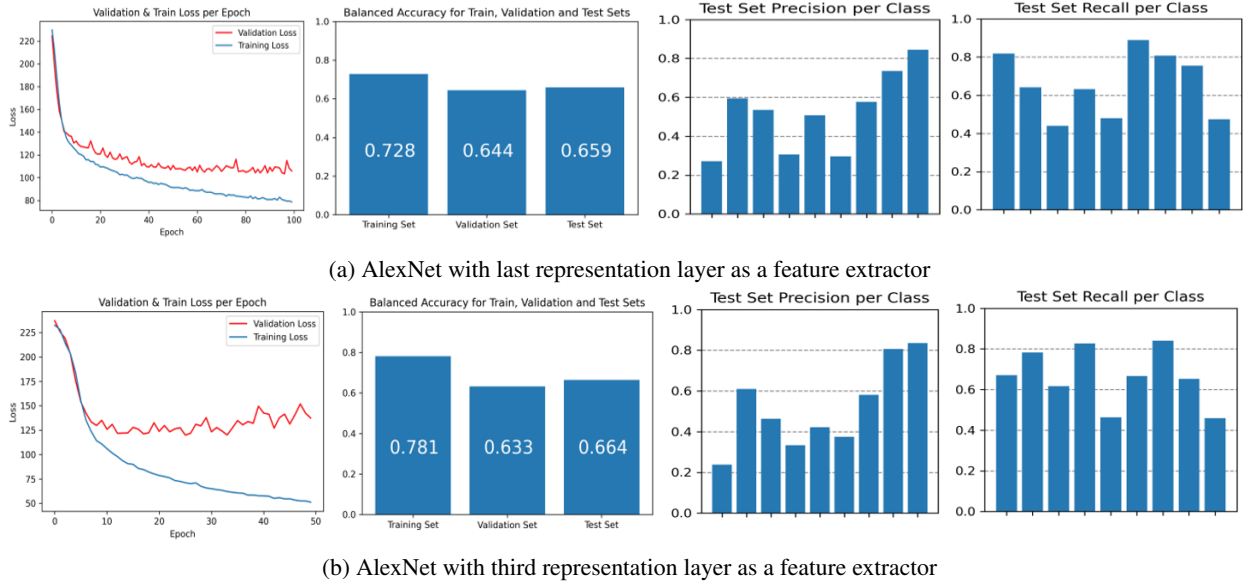 Validation & Train Loss per Epoch
Validation Loss
Training Loss
220
200
180
160
140
120
100
80
Loss
0 20 40 60 80 100
Epoch
Balanced Accuracy for Train, Validation and Test Sets
1.0
0.8
0.6
0.4
0.2
0.0
0.728 0.644 0.659
Training Set Validation Set Test Set
Test Set Precision per Class
1.0
0.8
0.6
0.4
0.2
0.0
Test Set Recall per Class
1.0
0.8
0.6
0.4
0.2
0.0
(a) AlexNet with last representation layer as a feature extractor
Validation & Train Loss per Epoch
Validation Loss
Training Loss
225
200
175
150
125
100
75
50
Loss
0 10 20 30 40 50
Epoch
Balanced Accuracy for Train, Validation and Test Sets
1.0
0.8
0.6
0.4
0.2
0.0
0.781 0.633 0.664
Training Set Validation Set Test Set
Test Set Precision per Class
1.0
0.8
0.6
0.4
0.2
0.0
Test Set Recall per Class
1.0
0.8
0.6
0.4
0.2
0.0
(b) AlexNet with third representation layer as a feature extractor